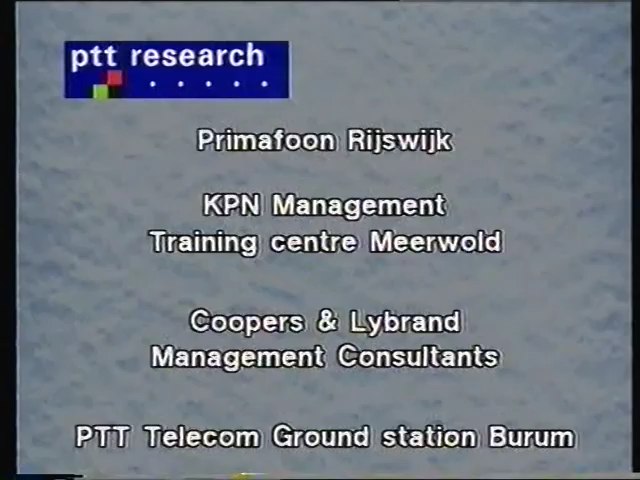 ptt research
Primafoon Rijswijk
KPN Management
Training centre Meerwold
Coopers & Lybrand
Management Consultants
PTT Telecom Ground station Burum